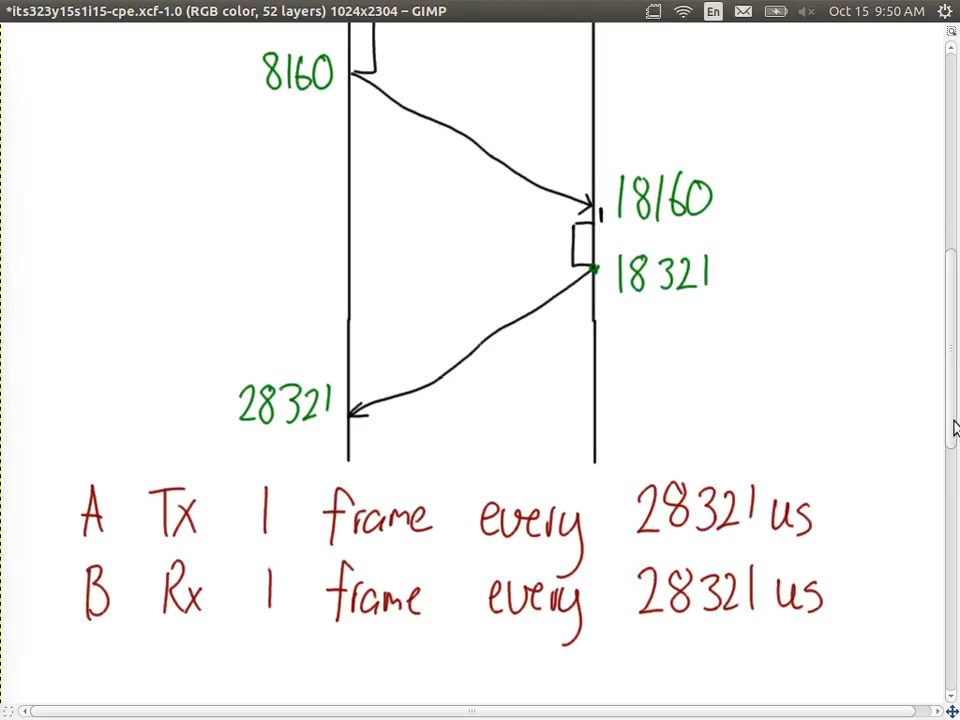 *its323y15s1i15-cpe.xcf-1.0 (RGB color, 52 layers) 1024x2304 – GIMP
En
Oct 15 9:50 AM
8160
18160
18321
28321
A Tx 1 frame every 28321 us
B Rx 1 frame every 28321 us